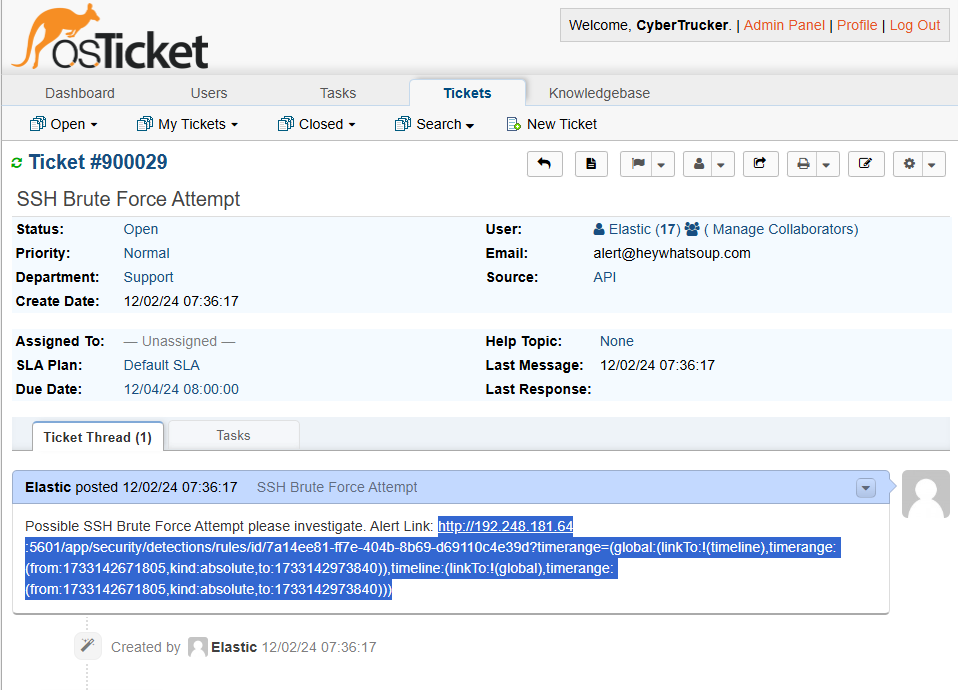 osTicket
Welcome, CyberTrucker. | Admin Panel | Profile | Log Out
Dashboard Users Tasks Tickets Knowledgebase
Open My Tickets Closed Search New Ticket
Ticket #900029
SSH Brute Force Attempt
Status: Open User: Elastic (17) ( Manage Collaborators)
Priority: Normal Email: alert@heywhatsoup.com
Department: Support Source: API
Create Date: 12/02/24 07:36:17
Assigned To: — Unassigned — Help Topic: None
SLA Plan: Default SLA Last Message: 12/02/24 07:36:17
Due Date: 12/04/24 08:00:00 Last Response:
Ticket Thread (1) Tasks
Elastic posted 12/02/24 07:36:17 SSH Brute Force Attempt
Possible SSH Brute Force Attempt please investigate. Alert Link: http://192.248.181.64
:5601/app/security/detections/rules/id/7a14ee81-ff7e-404b-8b69-d69110c4e39d?timerange=(global:(linkTo:!(timeline),timerange:
(from:1733142671805,kind:absolute,to:1733142973840)),timeline:(linkTo:!(global),timerange:
(from:1733142671805,kind:absolute,to:1733142973840)))
Created by Elastic 12/02/24 07:36:17